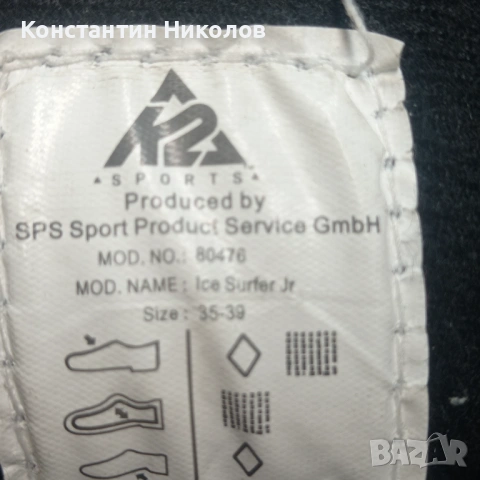 Константин Николов
K2
SPORTS
Produced by
SPS Sport Product Service GmbH
MOD. NO.: 80476
MOD. NAME : Ice Surfer Jr
Size : 35-39
BAZAR